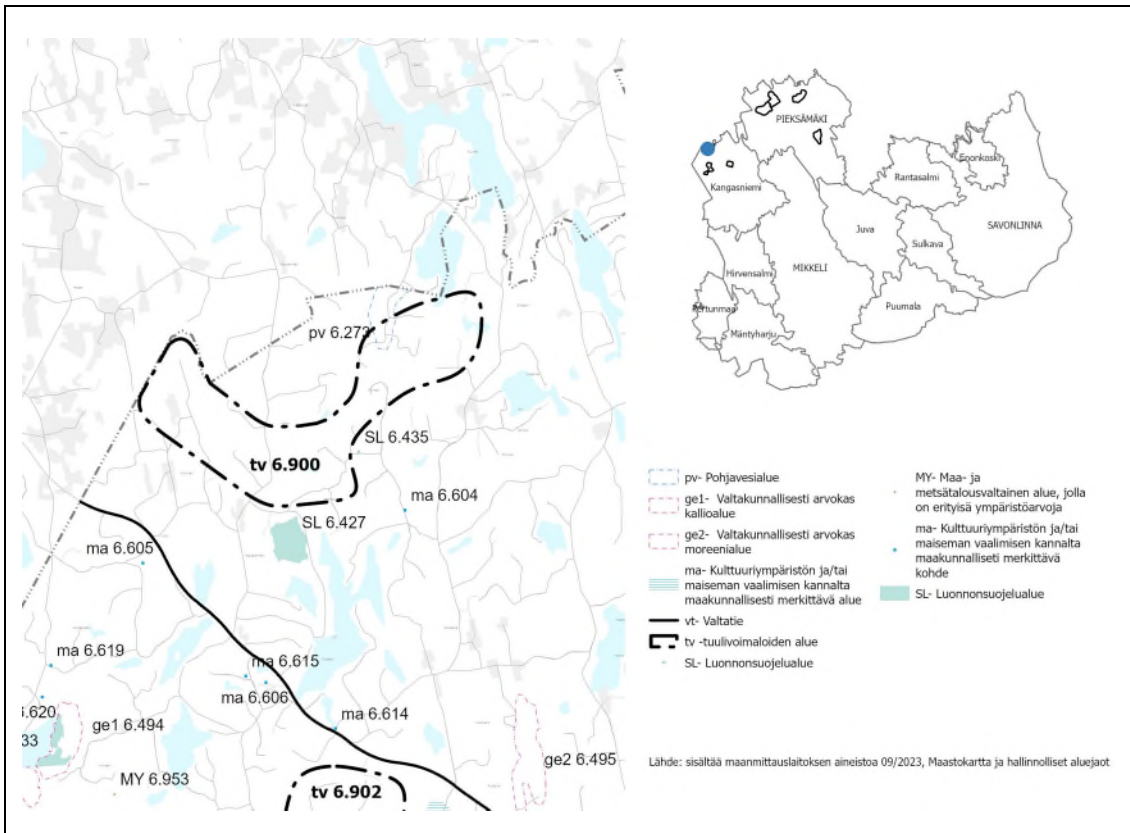 pv 6.273
SL 6.435
tv 6.900
ma 6.604
SL 6.427
ma 6.605
ma 6.619
ma 6.615
ma 6.606
6.620
ma 6.614
33
ge1 6.494
ge2 6.495
MY 6.953
tv 6.902
PIEKSÄMÄKI
Kangasniemi
Rantasalmi
Enonkoski
SAVONLINNA
Juva
Sulkava
MIKKELI
Hirvensalmi
Puumala
Pertunmaa
Mäntyharju
pv- Pohjavesialue
ge1- Valtakunnallisesti arvokas
kallioalue
ge2- Valtakunnallisesti arvokas
moreenialue
ma- Kulttuuriympäristön ja/tai
maiseman vaalimisen kannalta
maakunnallisesti merkittävä alue
vt- Valtatie
tv -tuulivoimaloiden alue
SL- Luonnonsuojelualue
MY- Maa- ja
metsätalousvaltainen alue, jolla
on erityisä ympäristöarvoja
ma- Kulttuuriympäristön ja/tai
maiseman vaalimisen kannalta
maakunnalliseti merkittävä
kohde
SL- Luonnonsuojelualue
Lähde: sisältää maanmittauslaitoksen aineistoa 09/2023, Maastokartta ja hallinnolliset aluejaot